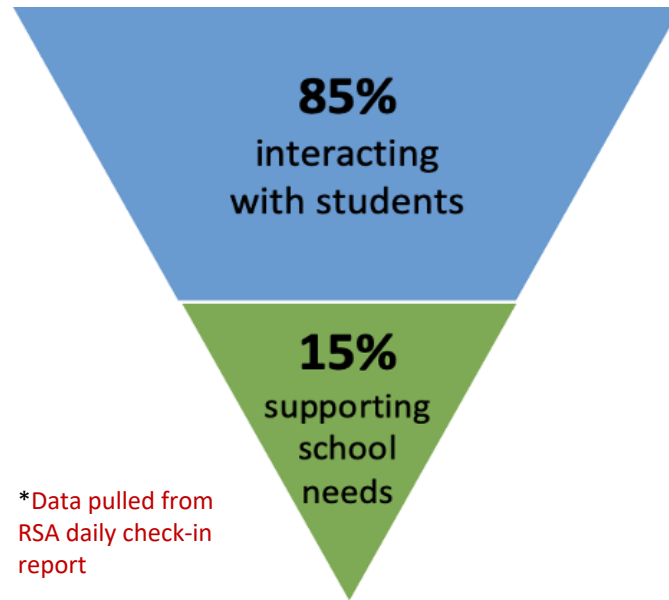 85%
interacting
with students
15%
supporting
school
needs
*Data pulled from
RSA daily check-in
report